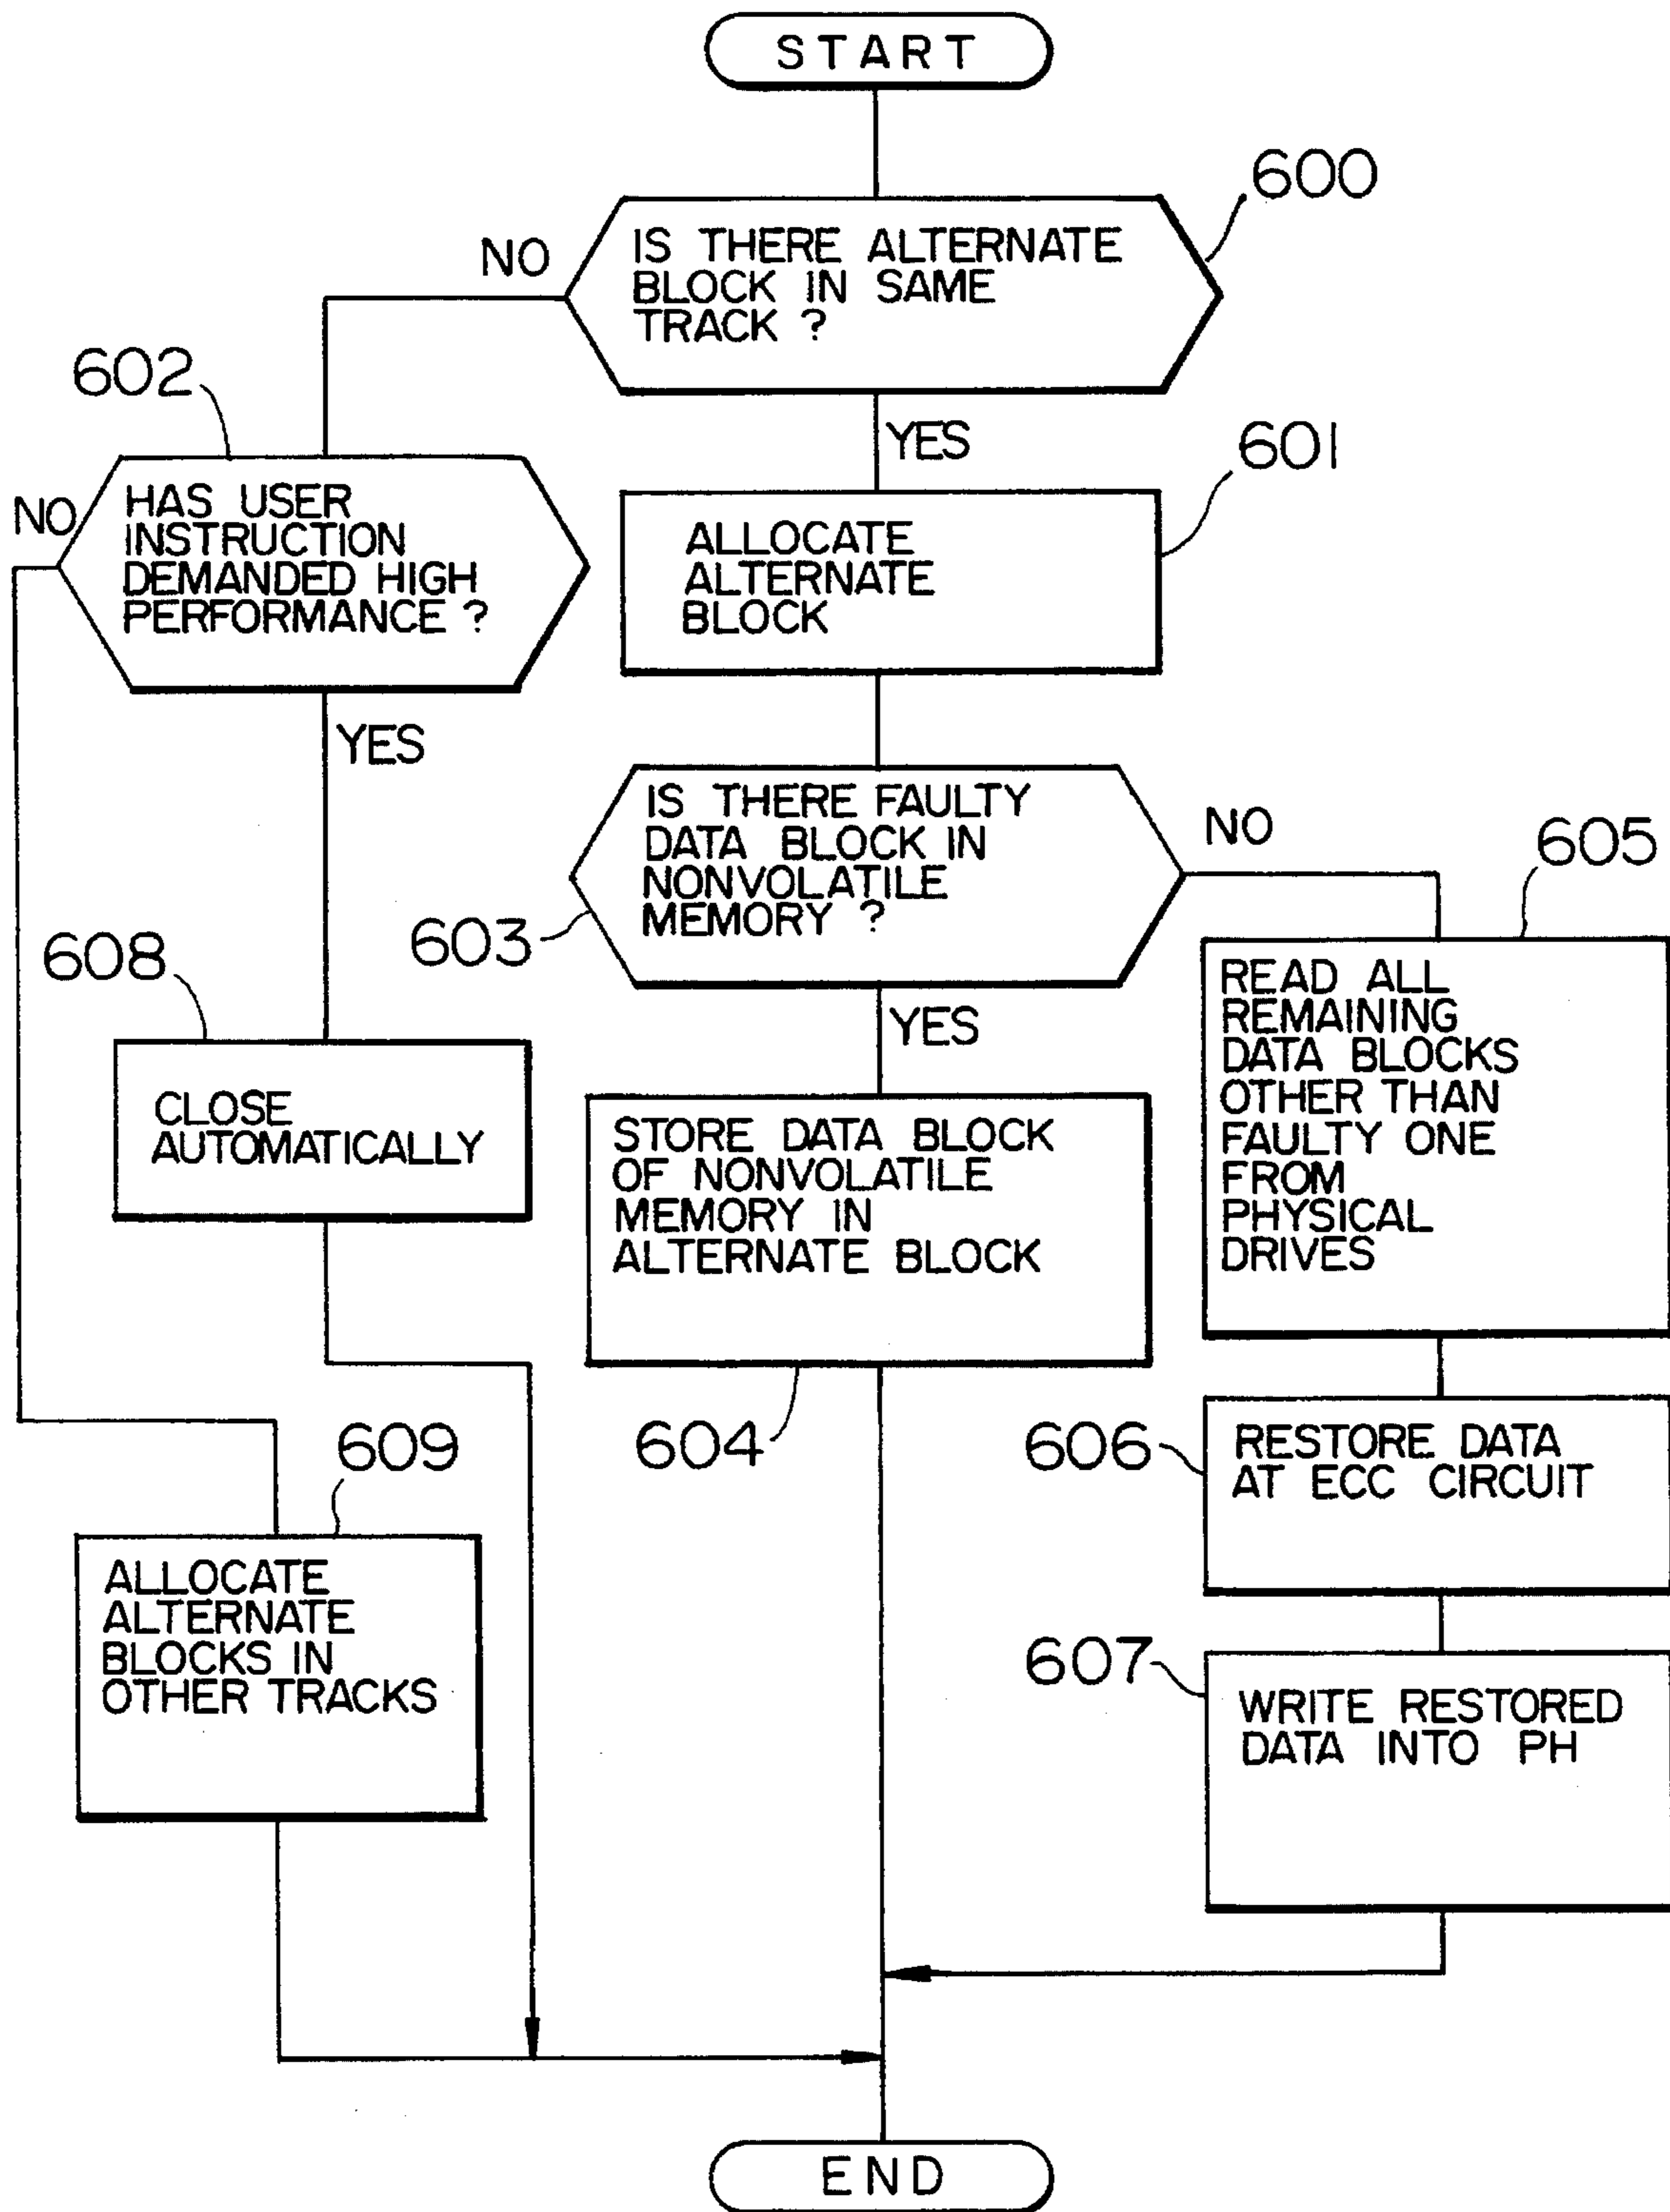 START
600
IS THERE ALTERNATE
BLOCK IN SAME
TRACK ?
NO
YES
602
HAS USER
INSTRUCTION
DEMANDED HIGH
PERFORMANCE ?
NO
YES
601
ALLOCATE
ALTERNATE
BLOCK
603
IS THERE FAULTY
DATA BLOCK IN
NONVOLATILE
MEMORY ?
NO
YES
605
READ ALL
REMAINING
DATA BLOCKS
OTHER THAN
FAULTY ONE
FROM
PHYSICAL
DRIVES
608
CLOSE
AUTOMATICALLY
STORE DATA BLOCK
OF NONVOLATILE
MEMORY IN
ALTERNATE BLOCK
604
606
RESTORE DATA
AT ECC CIRCUIT
609
ALLOCATE
ALTERNATE
BLOCKS IN
OTHER TRACKS
607
WRITE RESTORED
DATA INTO PH
END